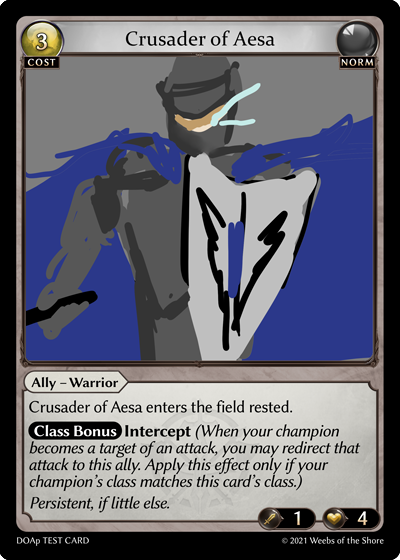 3
Crusader of Aesa
COST
NORM
Ally – Warrior
Crusader of Aesa enters the field rested.
Class Bonus Intercept (When your champion
becomes a target of an attack, you may redirect that
attack to this ally. Apply this effect only if your
champion's class matches this card's class.)
Persistent, if little else.
1
4
DOAp TEST CARD
© 2021 Weebs of the Shore